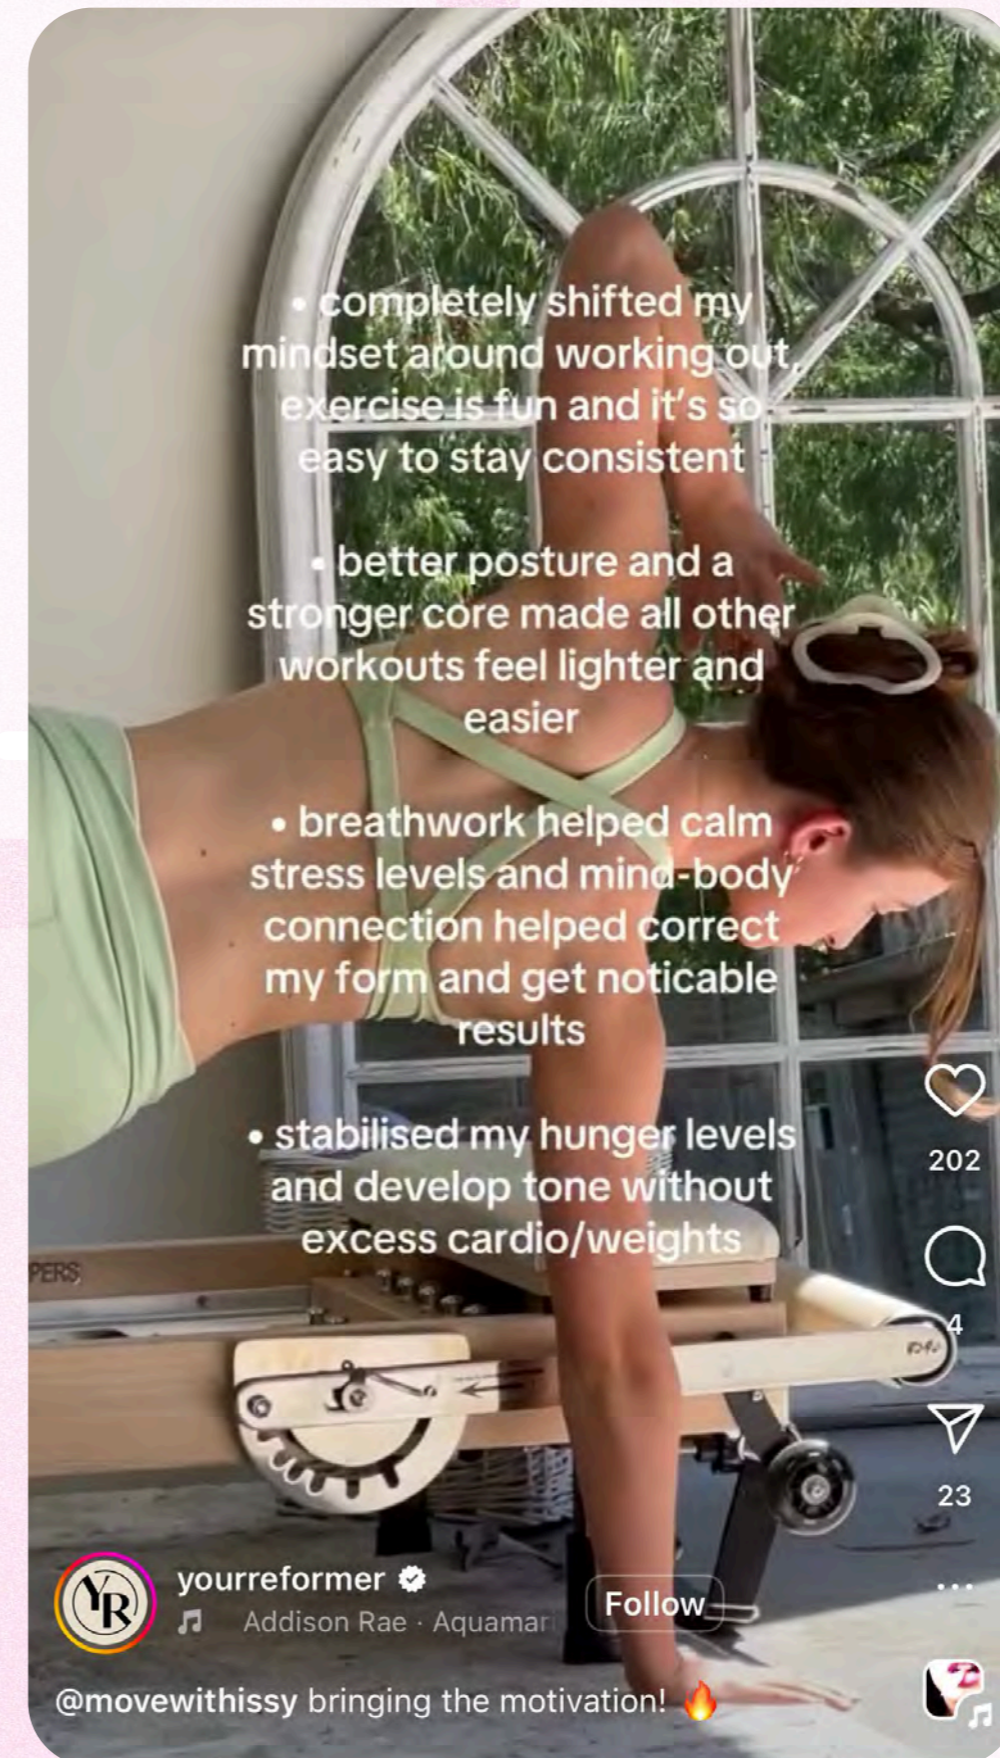 • completely shifted my
mindset around working out,
exercise is fun and it's so
easy to stay consistent
• better posture and a
stronger core made all other
workouts feel lighter and
easier
• breathwork helped calm
stress levels and mind-body
connection helped correct
my form and get noticable
results
• stabilised my hunger levels
and develop tone without
excess cardio/weights
202
4
23
PERS
YR
yourreformer
Follow
Addison Rae · Aquamar
@movewithissy bringing the motivation! 🔥